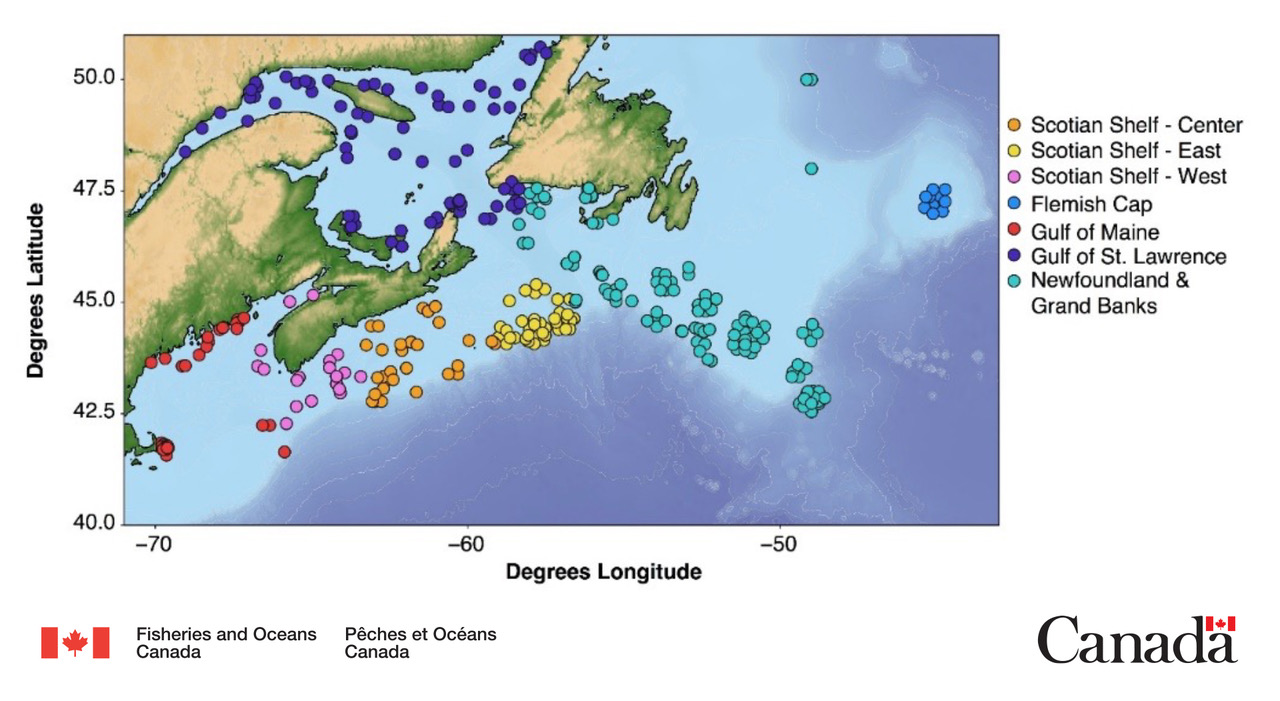 50.0
47.5
45.0
42.5
40.0
Degrees Latitude
−70
−60
−50
Degrees Longitude
Scotian Shelf - Center
Scotian Shelf - East
Scotian Shelf - West
Flemish Cap
Gulf of Maine
Gulf of St. Lawrence
Newfoundland &
Grand Banks
Fisheries and Oceans
Canada
Pêches et Océans
Canada
Canada